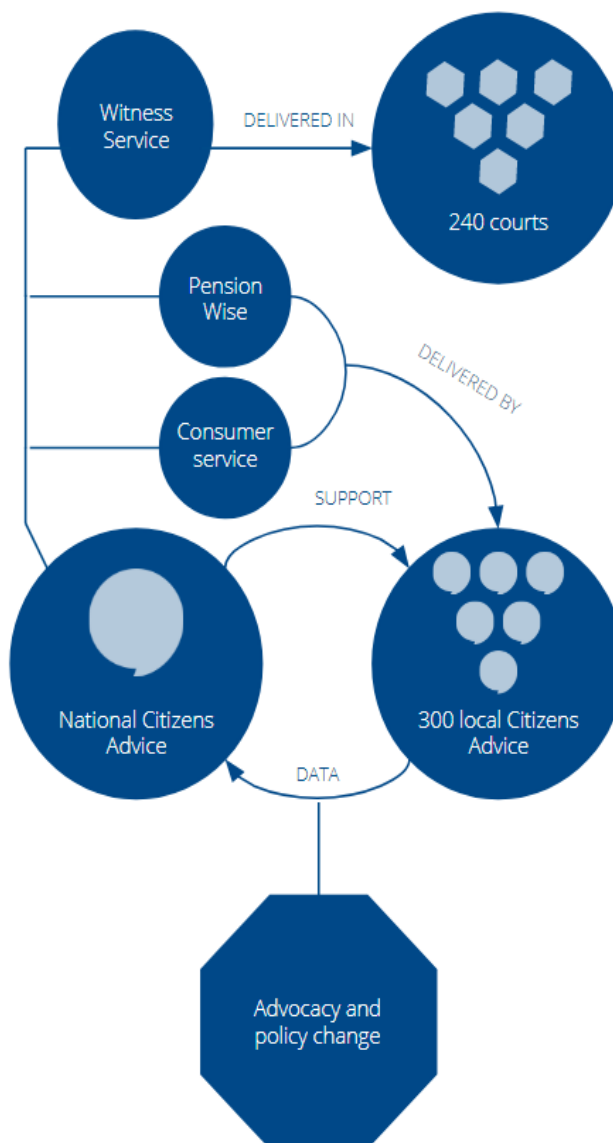 Witness
Service
DELIVERED IN
240 courts
Pension
Wise
DELIVERED BY
Consumer
service
SUPPORT
National Citizens
Advice
300 local Citizens
Advice
DATA
Advocacy and
policy change